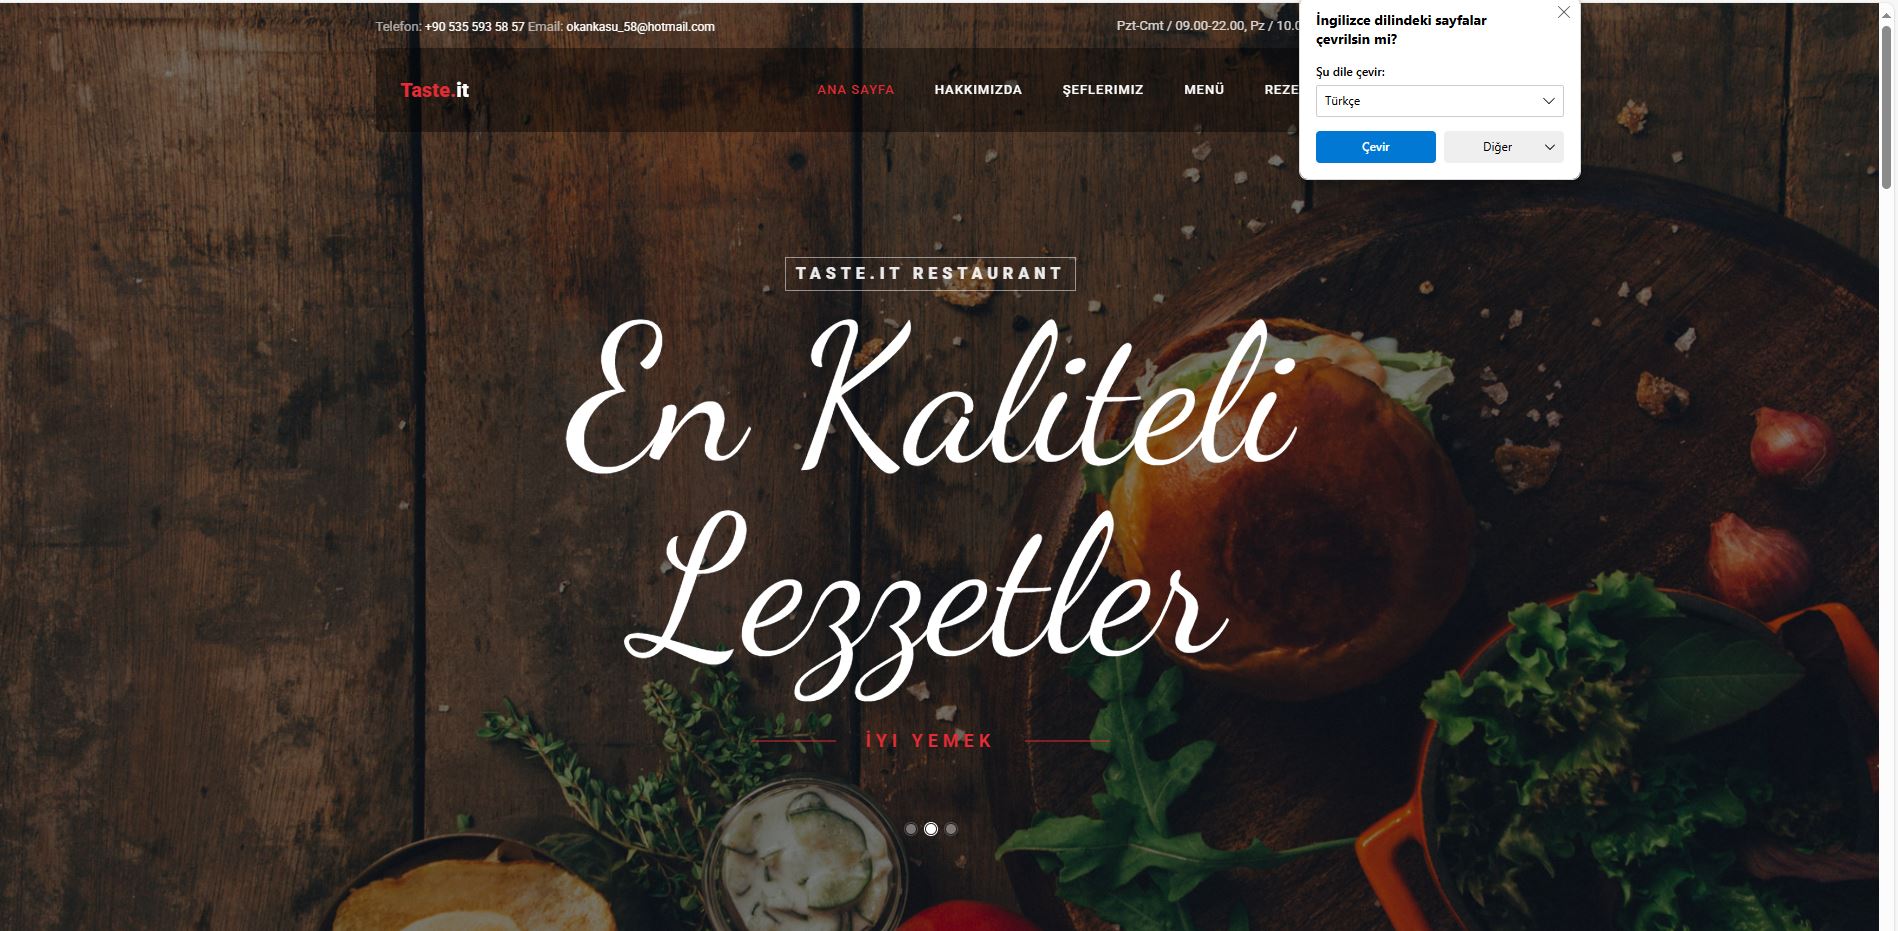 Telefon: +90 535 593 58 57 Email: okankasu_58@hotmail.com
Pzt-Cmt / 09.00-22.00, Pz / 10.0
Taste.it
ANA SAYFA HAKKIMIZDA ŞEFLERIMIZ MENÜ REZE
İngilizce dilindeki sayfalar
çevrilsin mi?
Şu dile çevir:
Türkçe
Çevir Diğer
TASTE.IT RESTAURANT
En Kaliteli
Lezzetler
İYI YEMEK